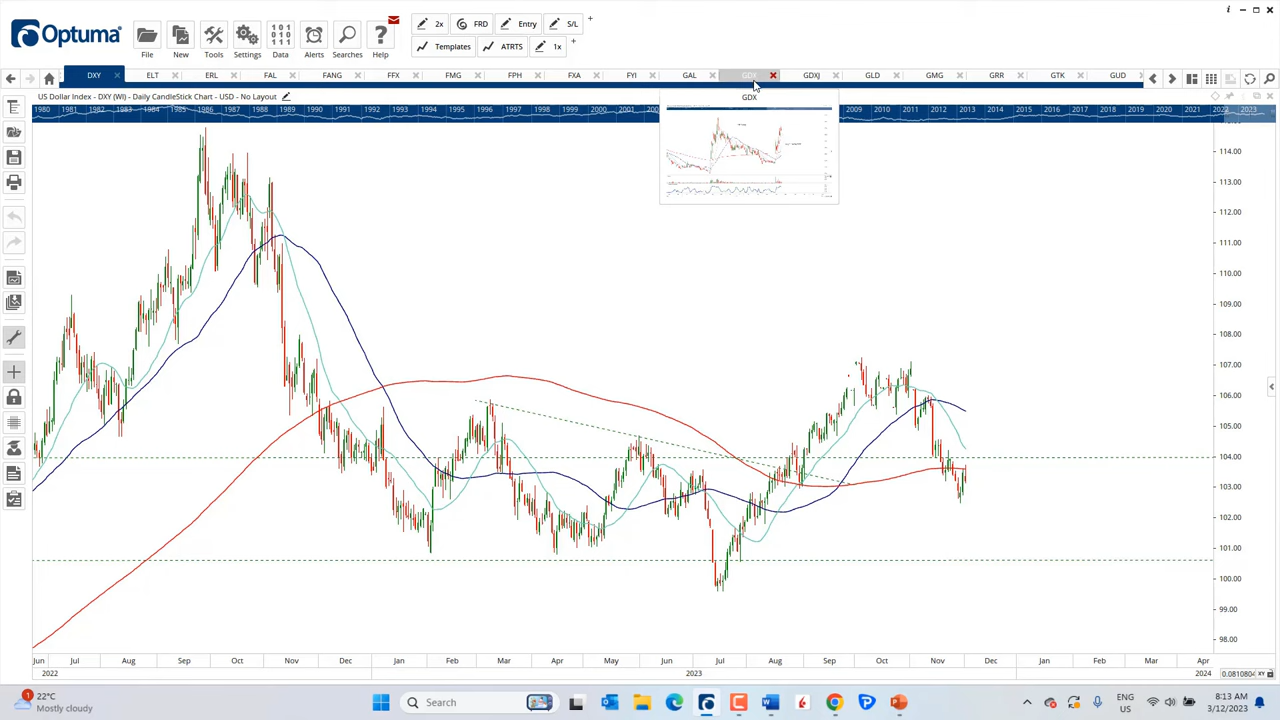 Optuma
File
New
Tools
Settings
Data
Alerts
Searches
Help
2x
FRD
Entry
S/L
Templates
ATRTS
1x
DXY
ELT
ERL
FAL
FANG
FFX
FMG
FPH
FXA
FYI
GAL
GDX
GDXJ
GLD
GMG
GRR
GTK
GUD
US Dollar Index - DXY (WI) - Daily CandleStick Chart - USD - No Layout
GDX
1980 1981 1982 1983 1984 1985 1986 1987 1988 1989 1990 1991 1992 1993 1994 1995 1996 1997 1998 1999 2000
2009 2010 2011 2012 2013 2014 2015 2016 2017 2018 2019 2020 2021 2022 2023
114.00
113.00
112.00
111.00
110.00
109.00
108.00
107.00
106.00
105.00
104.00
103.00
102.00
101.00
100.00
99.00
98.00
Jun Jul Aug Sep Oct Nov Dec Jan Feb Mar Apr May Jun Jul Aug Sep Oct Nov Dec Jan Feb Mar Apr
2022 2023 2024
0.0810804 XY
1
22°C
Mostly cloudy
Search
ENG
US
8:13 AM
3/12/2023